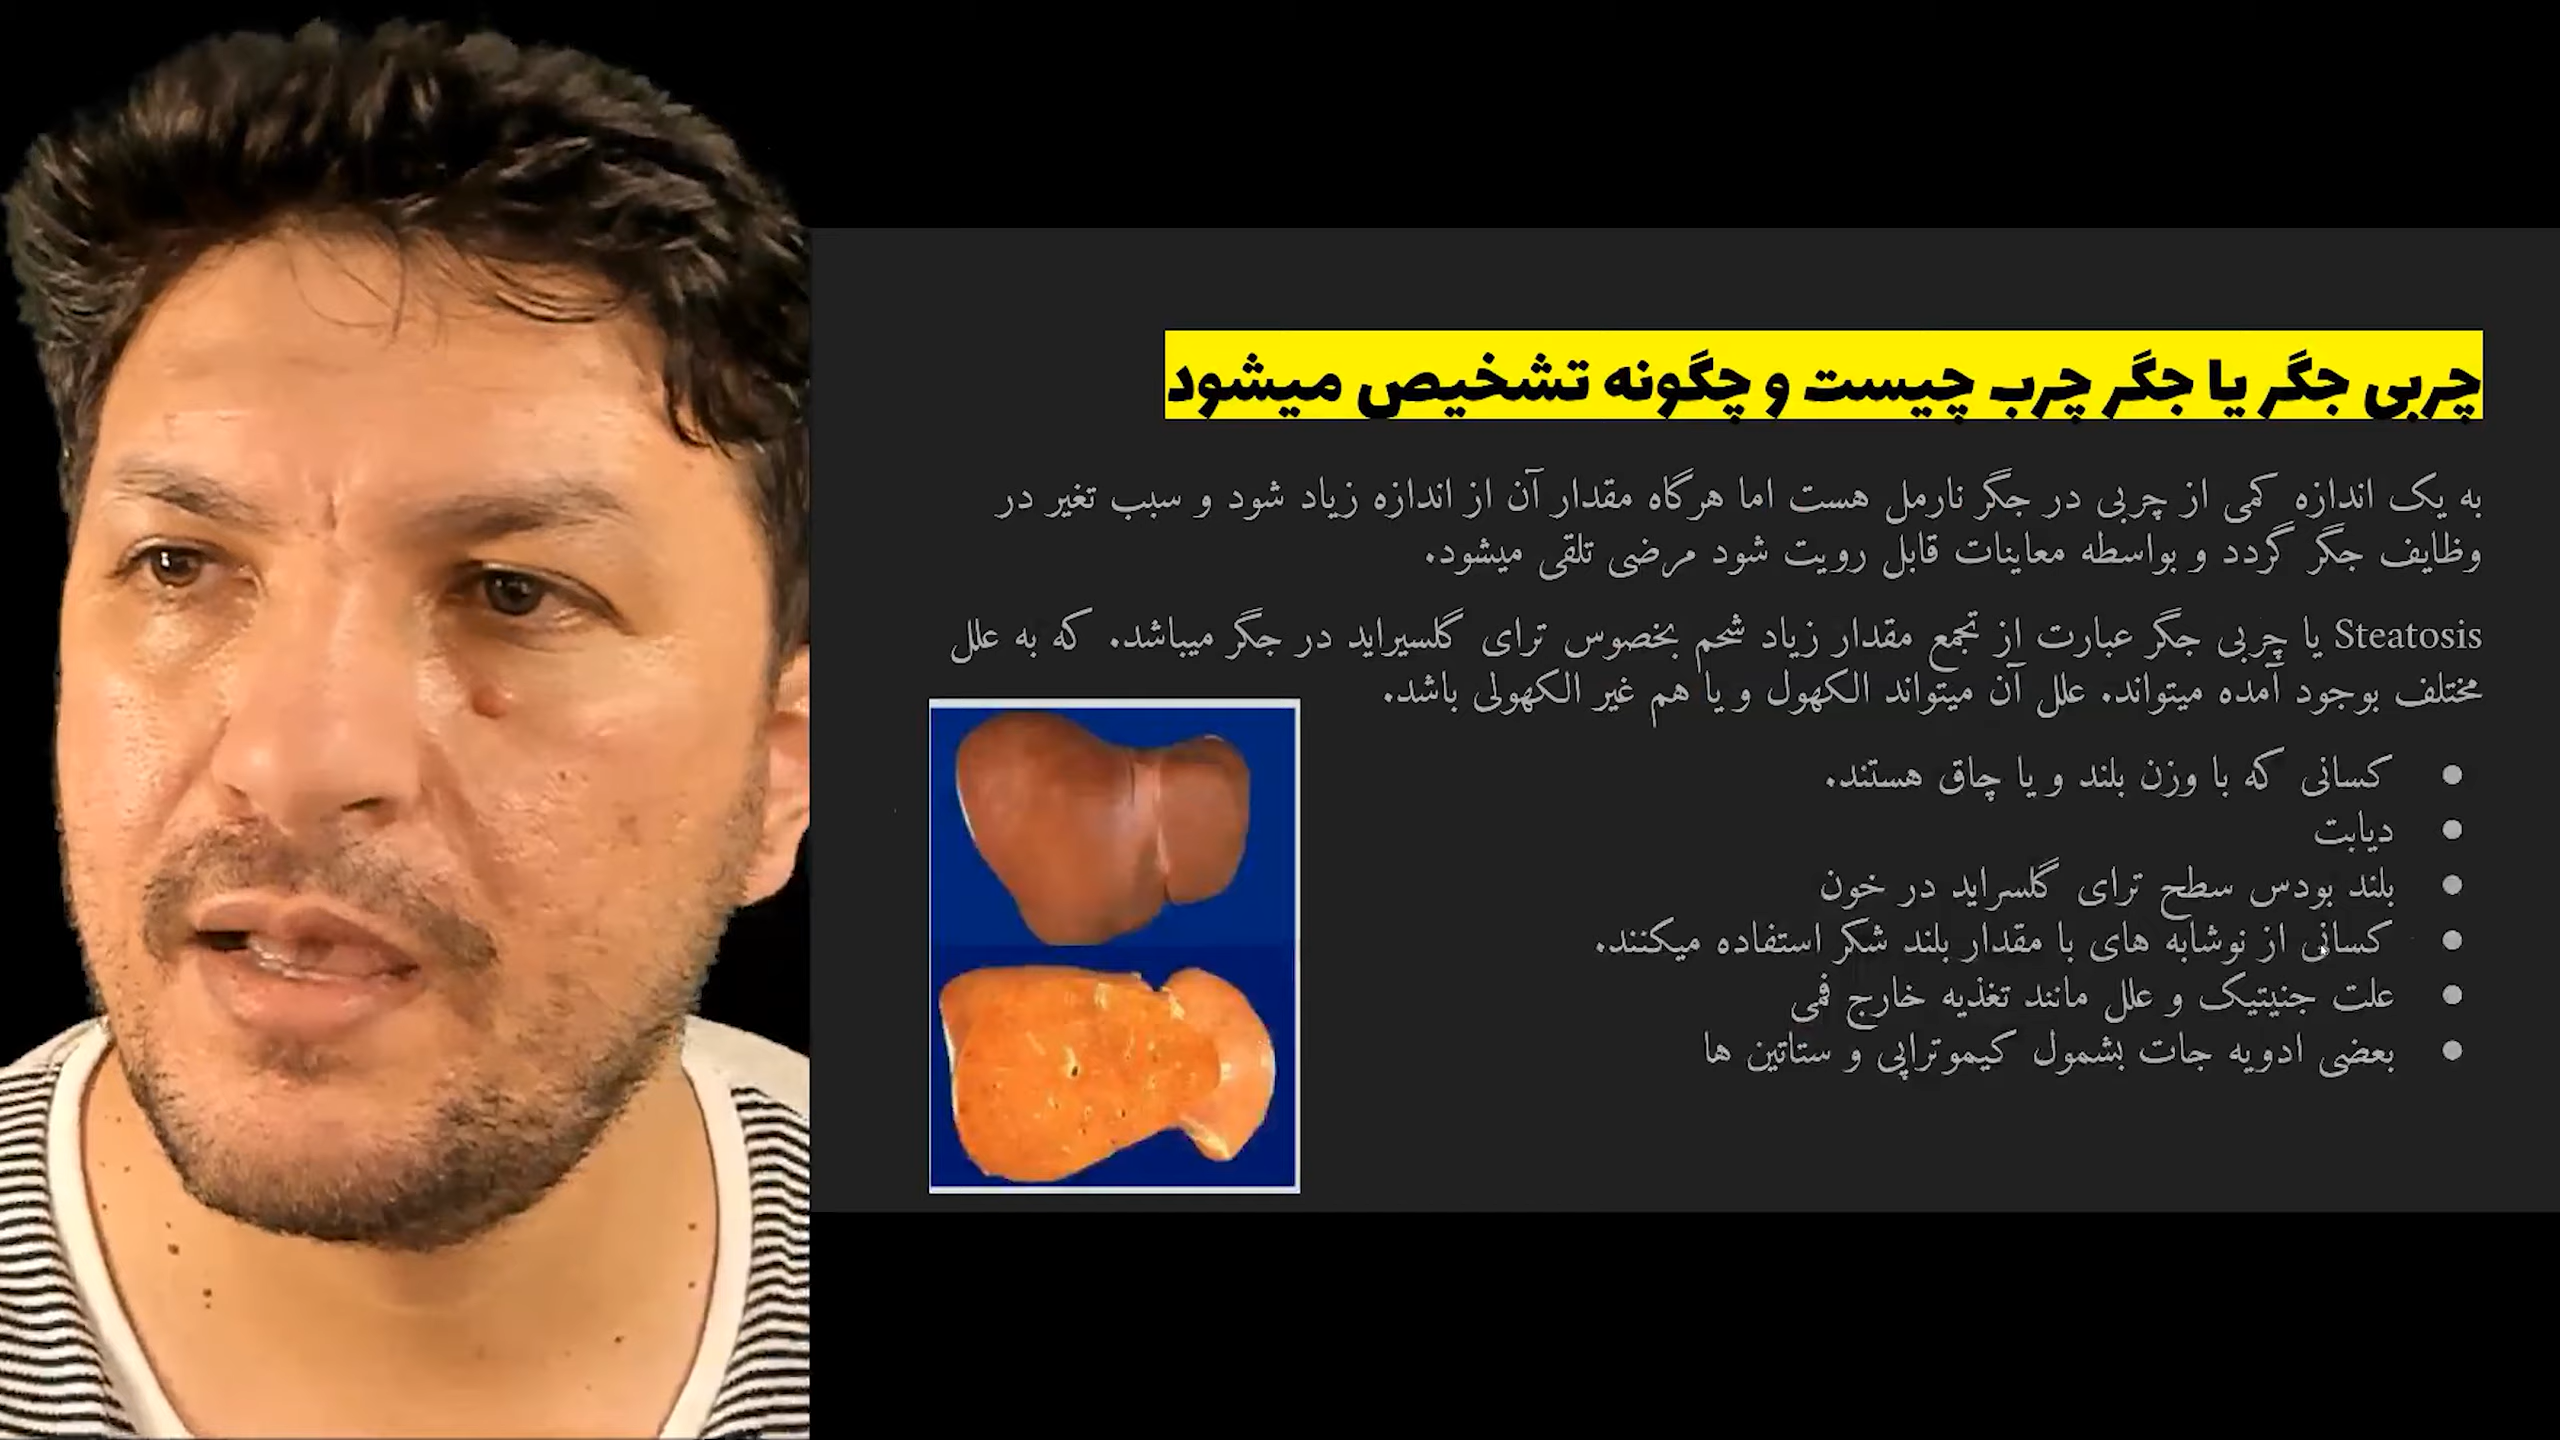 چربی جگر یا جگر چرب چیست و چگونه تشخیص میشود
به یک اندازه کمی از چربی در جگر نارمل هست اما هرگاه مقدار آن از اندازه زیاد شود و سبب تغیر در
وظایف جگر گردد و بواسطه معاینات قابل رویت شود مرضی تلقی میشود.
Steatosis یا چربی جگر عبارت از تجمع مقدار زیاد شحم بخصوس ترای گلسیراید در جگر میباشد. که به علل
مختلف بوجود آمده میتواند. علل آن میتواند الکهول و یا هم غیر الکهولی باشد.
● کسانی که با وزن بلند و یا چاق هستند.
● دیابت
● بلند بودس سطح ترای گلسراید در خون
● کسانی از نوشابه های با مقدار بلند شکر استفاده میکنند.
● علت جنیتیک و علل مانند تغذیه خارج فمی
● بعضی ادویه جات بشمول کیموتراپی و ستاتین ها